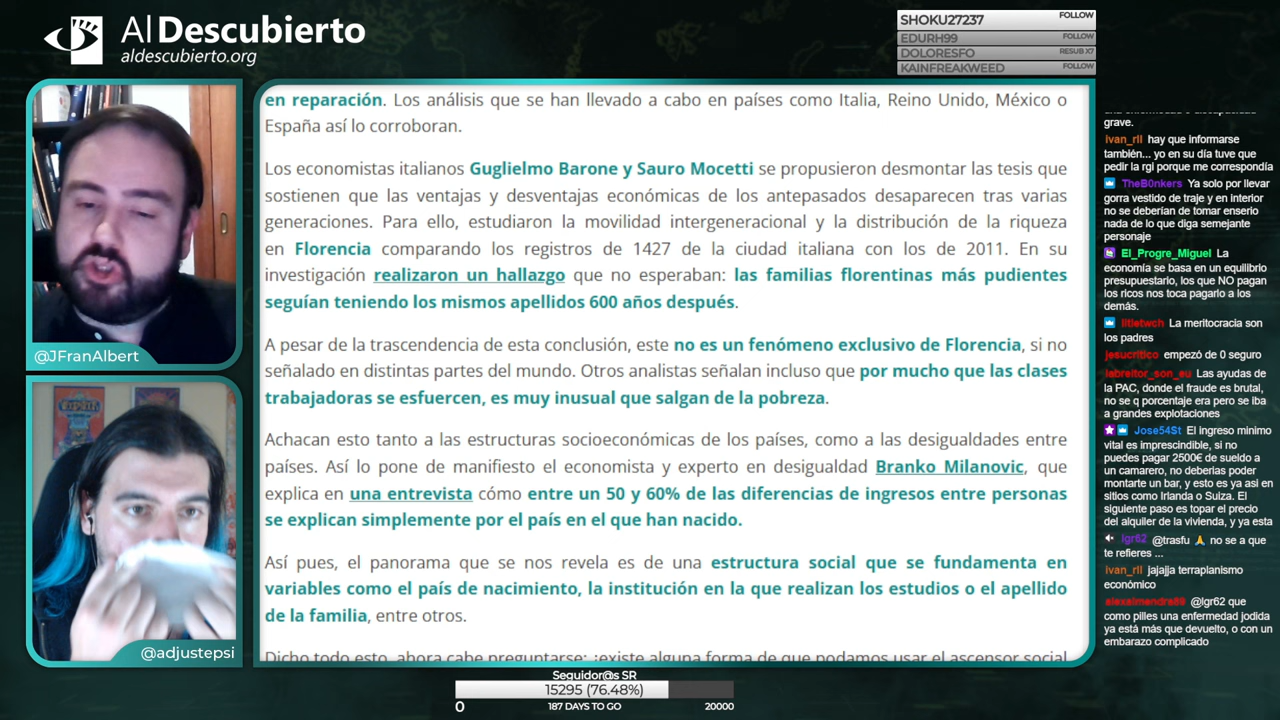 Al Descubierto
aldescubierto.org
SHOKU27237 FOLLOW
EDURH99 FOLLOW
DOLORESFO RESUB X7
KAINFREAKWEED FOLLOW
en reparación. Los análisis que se han llevado a cabo en países como Italia, Reino Unido, México o
España así lo corroboran.
Los economistas italianos Guglielmo Barone y Sauro Mocetti se propusieron desmontar las tesis que
sostienen que las ventajas y desventajas económicas de los antepasados desaparecen tras varias
generaciones. Para ello, estudiaron la movilidad intergeneracional y la distribución de la riqueza
en Florencia comparando los registros de 1427 de la ciudad italiana con los de 2011. En su
investigación realizaron un hallazgo que no esperaban: las familias florentinas más pudientes
seguían teniendo los mismos apellidos 600 años después.
A pesar de la trascendencia de esta conclusión, este no es un fenómeno exclusivo de Florencia, si no
señalado en distintas partes del mundo. Otros analistas señalan incluso que por mucho que las clases
trabajadoras se esfuercen, es muy inusual que salgan de la pobreza.
Achacan esto tanto a las estructuras socioeconómicas de los países, como a las desigualdades entre
países. Así lo pone de manifiesto el economista y experto en desigualdad Branko Milanovic, que
explica en una entrevista cómo entre un 50 y 60% de las diferencias de ingresos entre personas
se explican simplemente por el país en el que han nacido.
Así pues, el panorama que se nos revela es de una estructura social que se fundamenta en
variables como el país de nacimiento, la institución en la que realizan los estudios o el apellido
de la familia, entre otros.
Dicho todo esto, ahora cabe preguntarse: ¿existe alguna forma de que podamos usar el ascensor social
@JFranAlbert
@adjustepsi
grave.
ivan_rll hay que informarse
también... yo en su día tuve que
pedir la rgi porque me correspondía
TheB0nkers Ya solo por llevar
gorra vestido de traje y en interior
no se deberían de tomar enserio
nada de lo que diga semejante
personaje
El_Progre_Miguel La
economía se basa en un equilibrio
presupuestario, los que NO pagan
los ricos nos toca pagarlo a los
demás.
La meritocracia son
los padres
jesucritico empezó de 0 seguro
Las ayudas de
la PAC, donde el fraude es brutal,
no se q porcentaje era pero se iba
a grandes explotaciones
Jose54St El ingreso minimo
vital es imprescindible, si no
puedes pagar 2500€ de sueldo a
un camarero, no deberias poder
montarte un bar, y esto es ya asi en
sitios como Irlanda o Suiza. El
siguiente paso es topar el precio
del alquiler de la vivienda, y ya esta
lgr62 @trasfu 🙏 no se a que
te refieres ...
ivan_rll jajajja terraplanismo
económico
@lgr62 que
como pilles una enfermedad jodida
ya está más que devuelto, o con un
embarazo complicado
Seguidor@s SR
15295 (76.48%)
0 187 DAYS TO GO 20000